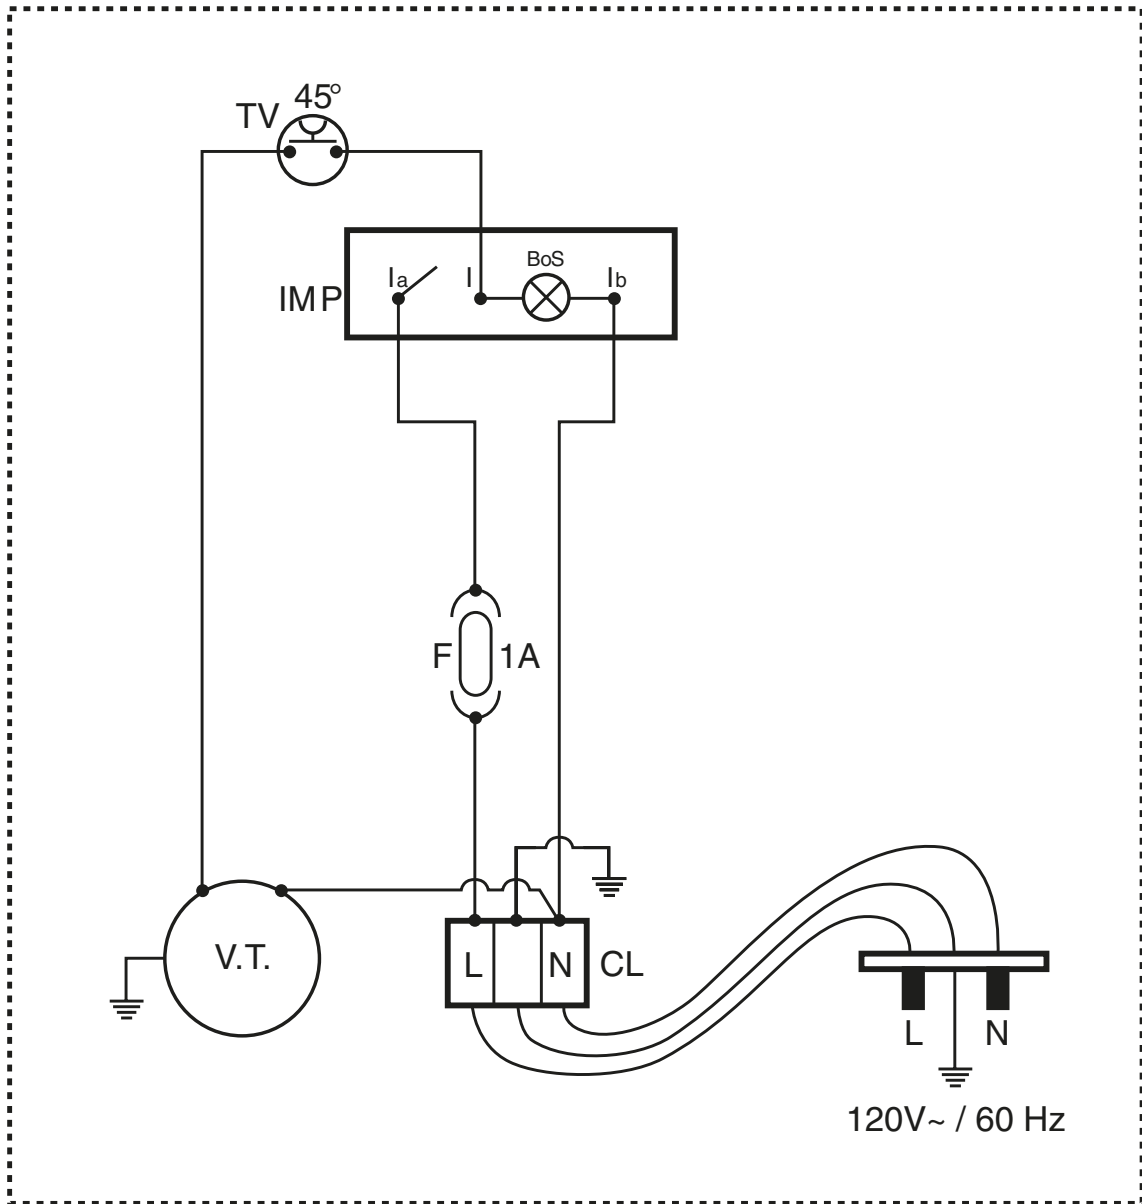 45°
TV
BoS
Ia I Ib
IMP
F 1A
V.T.
L N CL
L N
120V~ / 60 Hz